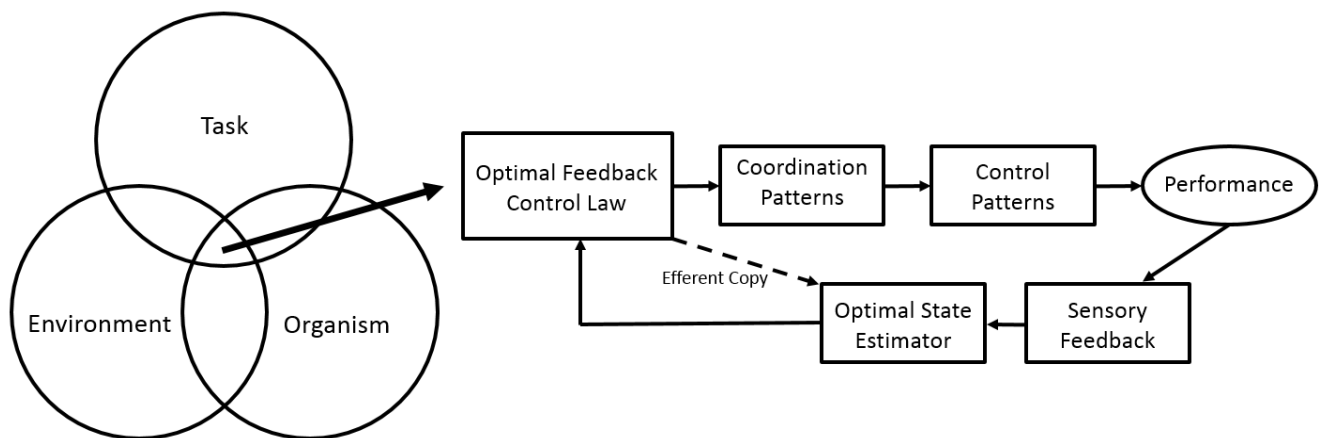 Task
Environment
Organism
Optimal Feedback
Control Law
Coordination
Patterns
Control
Patterns
Performance
Efferent Copy
Optimal State
Estimator
Sensory
Feedback